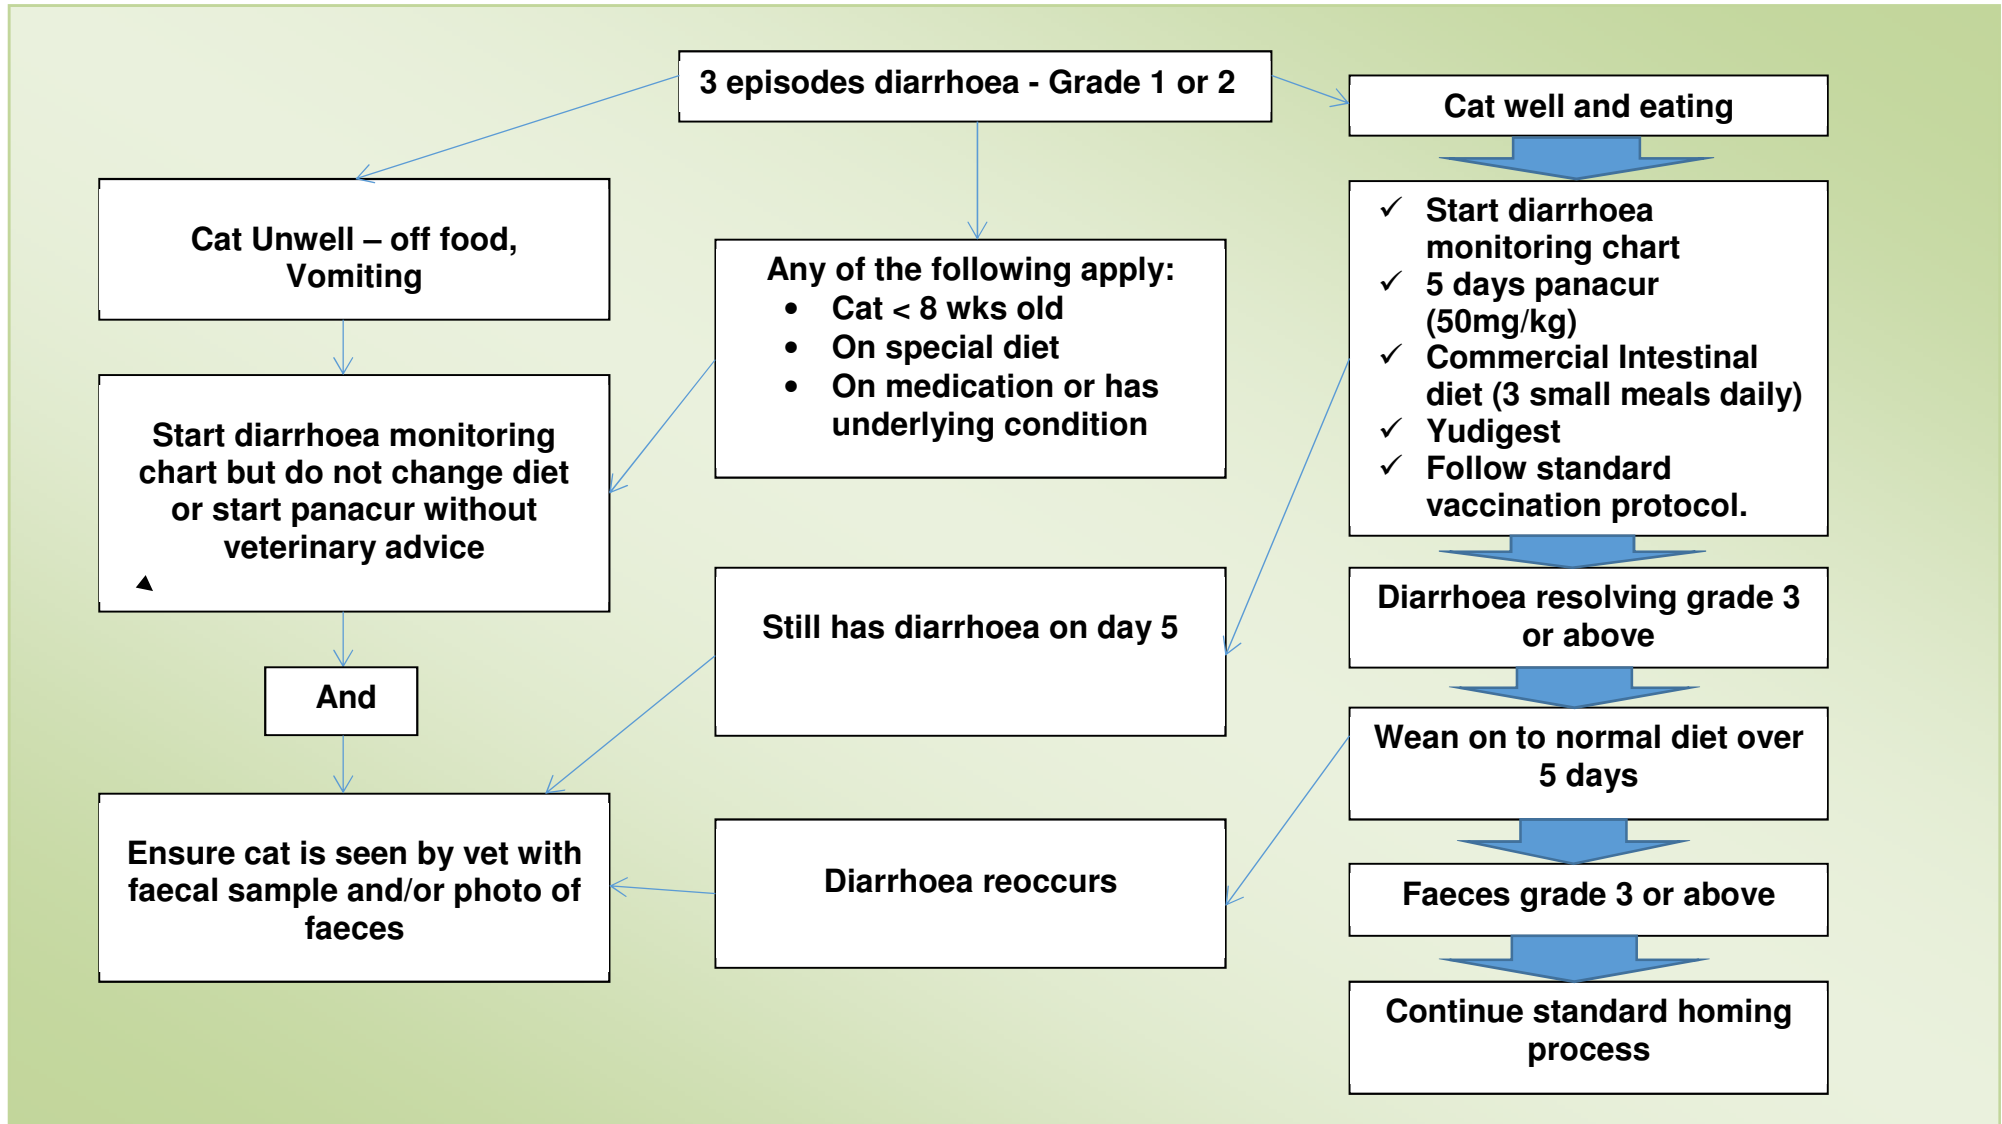 3 episodes diarrhoea - Grade 1 or 2
Cat well and eating
Cat Unwell – off food,
Vomiting
Any of the following apply:
• Cat < 8 wks old
• On special diet
• On medication or has
underlying condition
✓ Start diarrhoea
monitoring chart
✓ 5 days panacur
(50mg/kg)
✓ Commercial Intestinal
diet (3 small meals daily)
✓ Yudigest
✓ Follow standard
vaccination protocol.
Start diarrhoea monitoring
chart but do not change diet
or start panacur without
veterinary advice
Still has diarrhoea on day 5
Diarrhoea resolving grade 3
or above
And
Wean on to normal diet over
5 days
Ensure cat is seen by vet with
faecal sample and/or photo of
faeces
Diarrhoea reoccurs
Faeces grade 3 or above
Continue standard homing
process